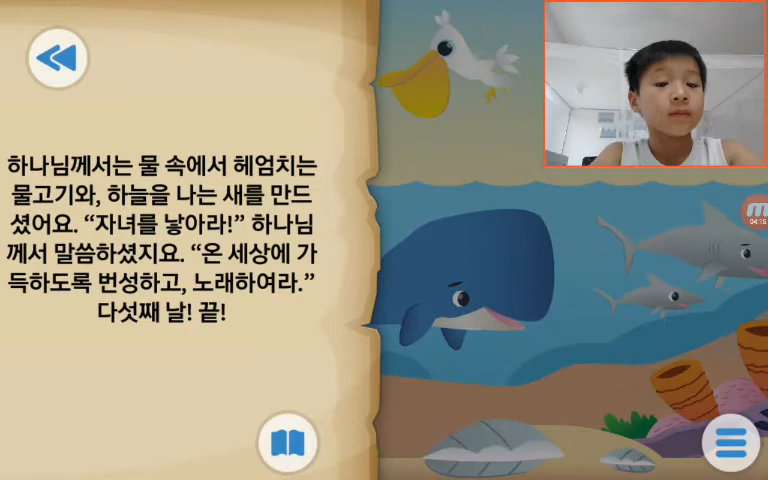 하나님께서는 물 속에서 헤엄치는
물고기와, 하늘을 나는 새를 만드
셨어요. “자녀를 낳아라!” 하나님
께서 말씀하셨지요. “온 세상에 가
득하도록 번성하고, 노래하여라.”
다섯째 날! 끝!
04:15